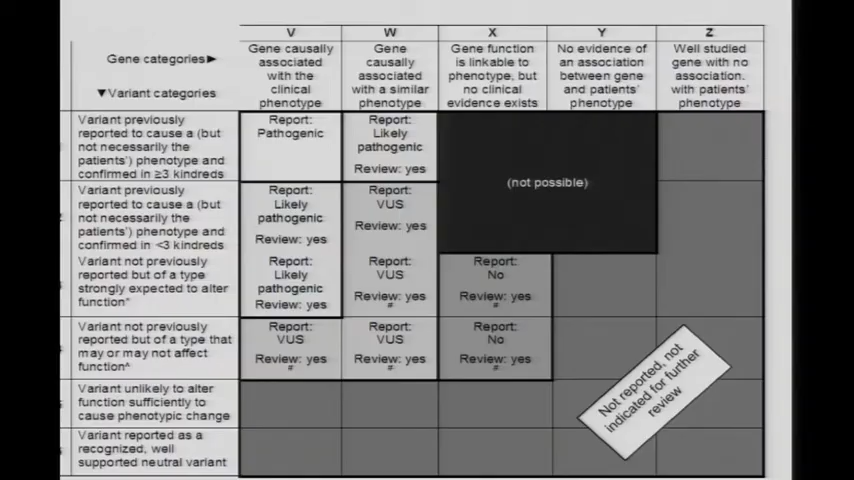 V W X Y Z
Gene categories►
▼Variant categories
Gene causally
associated
with the
clinical
phenotype
Gene
causally
associated
with a similar
phenotype
Gene function
is linkable to
phenotype, but
no clinical
evidence exists
No evidence of
an association
between gene
and patients'
phenotype
Well studied
gene with no
association.
with patients'
phenotype
Variant previously
reported to cause a (but
not necessarily the
patients') phenotype and
confirmed in ≥3 kindreds
Report:
Pathogenic
Report:
Likely
pathogenic
Review: yes
(not possible)
Variant previously
reported to cause a (but
not necessarily the
patients') phenotype and
confirmed in <3 kindreds
Report:
Likely
pathogenic
Review: yes
Report:
VUS
Review: yes
Variant not previously
reported but of a type
strongly expected to alter
function^
Report:
Likely
pathogenic
Review: yes
Report:
VUS
Review: yes
#
Report:
No
Review: yes
#
Variant not previously
reported but of a type that
may or may not affect
function^
Report:
VUS
Review: yes
#
Report:
VUS
Review: yes
#
Report:
No
Review: yes
#
Not reported, not
indicated for further
review
Variant unlikely to alter
function sufficiently to
cause phenotypic change
Variant reported as a
recognized, well
supported neutral variant